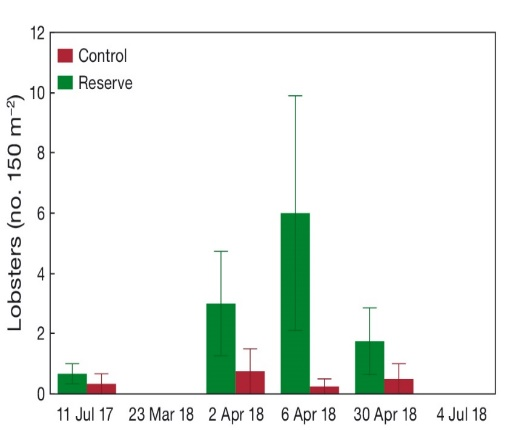 12
Control
Reserve
10
8
6
4
2
0
Lobsters (no. 150 m⁻²)
11 Jul 17 23 Mar 18 2 Apr 18 6 Apr 18 30 Apr 18 4 Jul 18